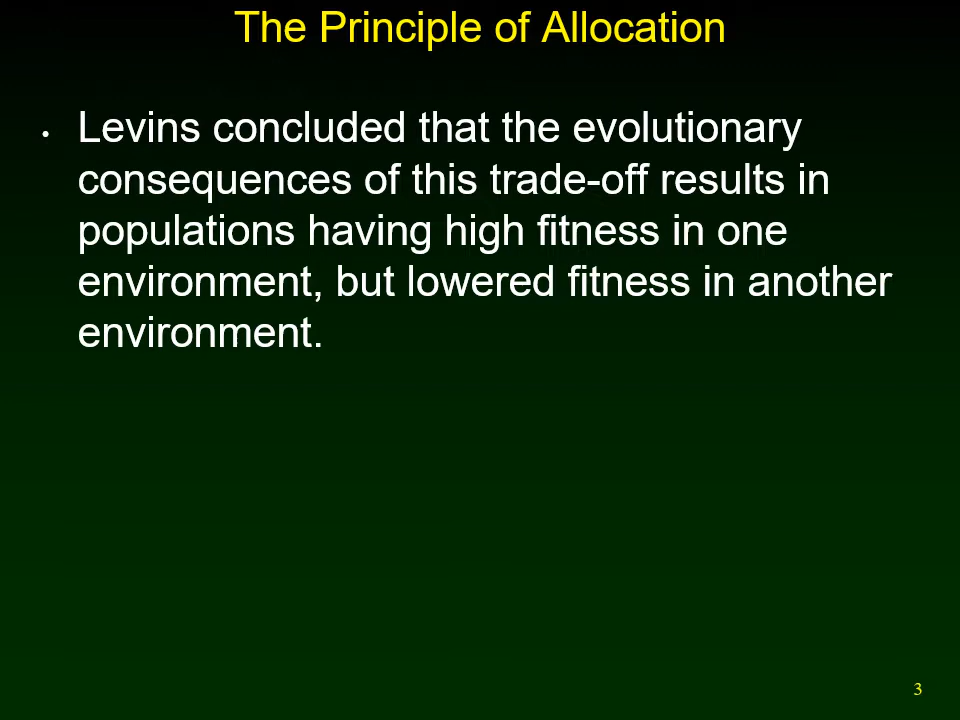 The Principle of Allocation
• Levins concluded that the evolutionary
consequences of this trade-off results in
populations having high fitness in one
environment, but lowered fitness in another
environment.
3